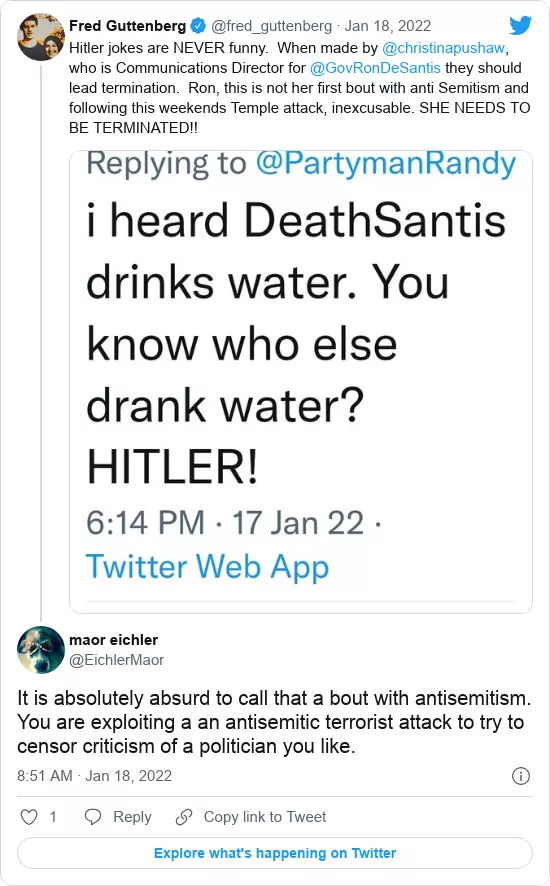 Fred Guttenberg @fred_guttenberg · Jan 18, 2022
Hitler jokes are NEVER funny. When made by @christinapushaw,
who is Communications Director for @GovRonDeSantis they should
lead termination. Ron, this is not her first bout with anti Semitism and
following this weekends Temple attack, inexcusable. SHE NEEDS TO
BE TERMINATED!!
Replying to @PartymanRandy
i heard DeathSantis
drinks water. You
know who else
drank water?
HITLER!
6:14 PM · 17 Jan 22 ·
Twitter Web App
maor eichler
@EichlerMaor
It is absolutely absurd to call that a bout with antisemitism.
You are exploiting a an antisemitic terrorist attack to try to
censor criticism of a politician you like.
8:51 AM · Jan 18, 2022
1 Reply Copy link to Tweet
Explore what's happening on Twitter